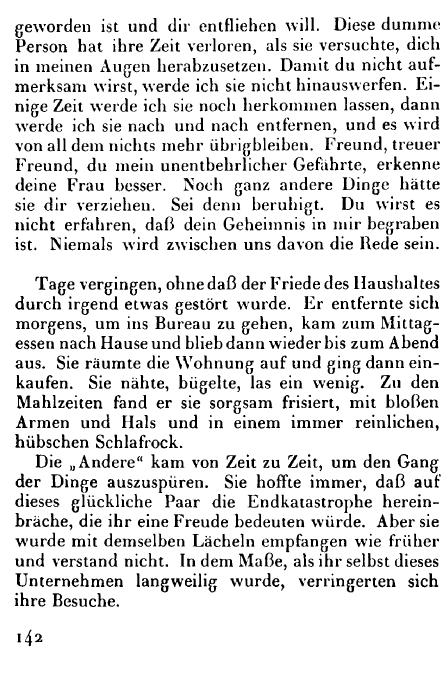 geworden ist und dir entfliehen will. Diese dumme
Person hat ihre Zeit verloren, als sie versuchte, dich
in meinen Augen herabzusetzen. Damit du nicht auf-
merksam wirst, werde ich sie nicht hinauswerfen. Ei-
nige Zeit werde ich sie noch herkommen lassen, dann
werde ich sie nach und nach entfernen, und es wird
von all dem nichts mehr übrigbleiben. Freund, treuer
Freund, du mein unentbehrlicher Gefährte, erkenne
deine Frau besser. Noch ganz andere Dinge hätte
sie dir verziehen. Sei denn beruhigt. Du wirst es
nicht erfahren, daß dein Geheimnis in mir begraben
ist. Niemals wird zwischen uns davon die Rede sein.
Tage vergingen, ohne daß der Friede des Haushaltes
durch irgend etwas gestört wurde. Er entfernte sich
morgens, um ins Bureau zu gehen, kam zum Mittag-
essen nach Hause und blieb dann wieder bis zum Abend
aus. Sie räumte die Wohnung auf und ging dann ein-
kaufen. Sie nähte, bügelte, las ein wenig. Zu den
Mahlzeiten fand er sie sorgsam frisiert, mit bloßen
Armen und Hals und in einem immer reinlichen,
hübschen Schlafrock.
Die „Andere“ kam von Zeit zu Zeit, um den Gang
der Dinge auszuspüren. Sie hoffte immer, daß auf
dieses glückliche Paar die Endkatastrophe herein-
bräche, die ihr eine Freude bedeuten würde. Aber sie
wurde mit demselben Lächeln empfangen wie früher
und verstand nicht. In dem Maße, als ihr selbst dieses
Unternehmen langweilig wurde, verringerten sich
ihre Besuche.
142